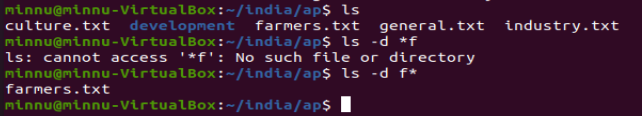 minnu@minnu-VirtualBox:~/india/ap$ ls
culture.txt development farmers.txt general.txt industry.txt
minnu@minnu-VirtualBox:~/india/ap$ ls -d *f
ls: cannot access '*f': No such file or directory
minnu@minnu-VirtualBox:~/india/ap$ ls -d f*
farmers.txt
minnu@minnu-VirtualBox:~/india/ap$